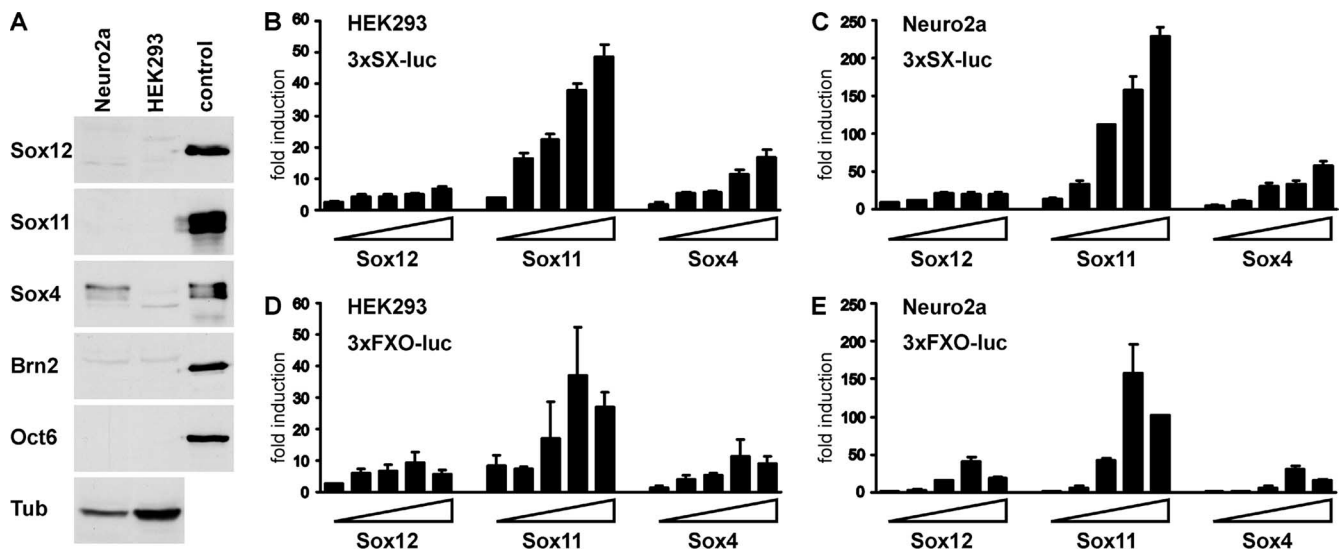 A
Neuro2a
HEK293
control
Sox12
Sox11
Sox4
Brn2
Oct6
Tub
B
HEK293
3xSX-luc
fold induction
60
50
40
30
20
10
0
Sox12 Sox11 Sox4
C
Neuro2a
3xSX-luc
fold induction
250
200
150
100
50
0
Sox12 Sox11 Sox4
D
HEK293
3xFXO-luc
fold induction
60
50
40
30
20
10
0
Sox12 Sox11 Sox4
E
Neuro2a
3xFXO-luc
fold induction
250
200
150
100
50
0
Sox12 Sox11 Sox4